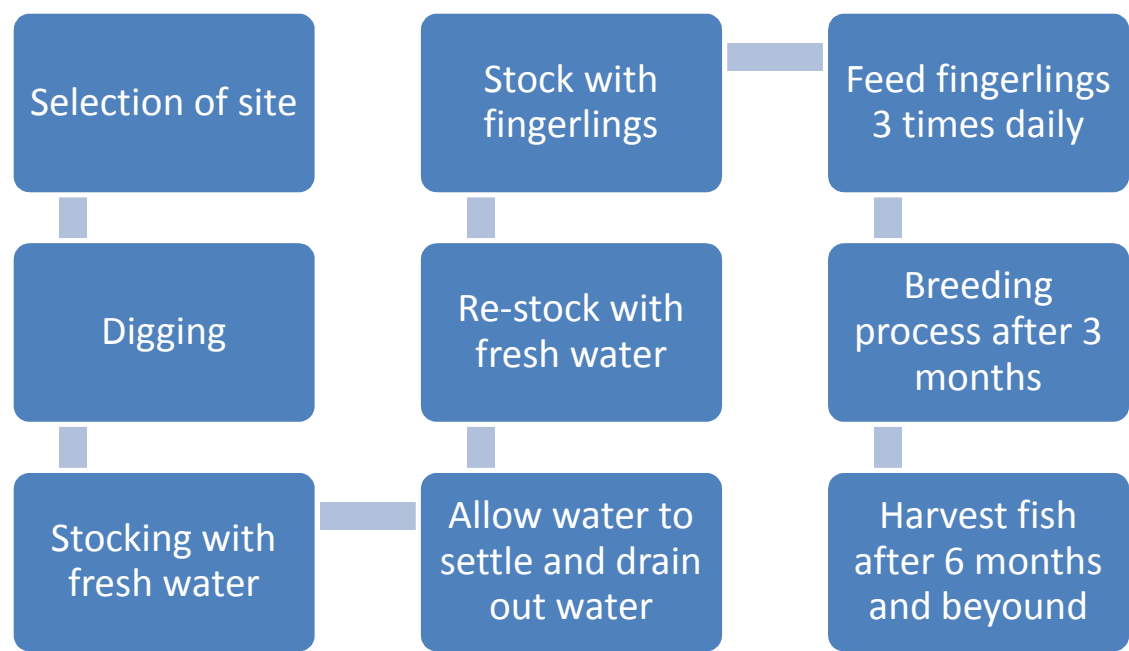 Selection of site
Digging
Stocking with
fresh water
Allow water to
settle and drain
out water
Re-stock with
fresh water
Stock with
fingerlings
Feed fingerlings
3 times daily
Breeding
process after 3
months
Harvest fish
after 6 months
and beyound